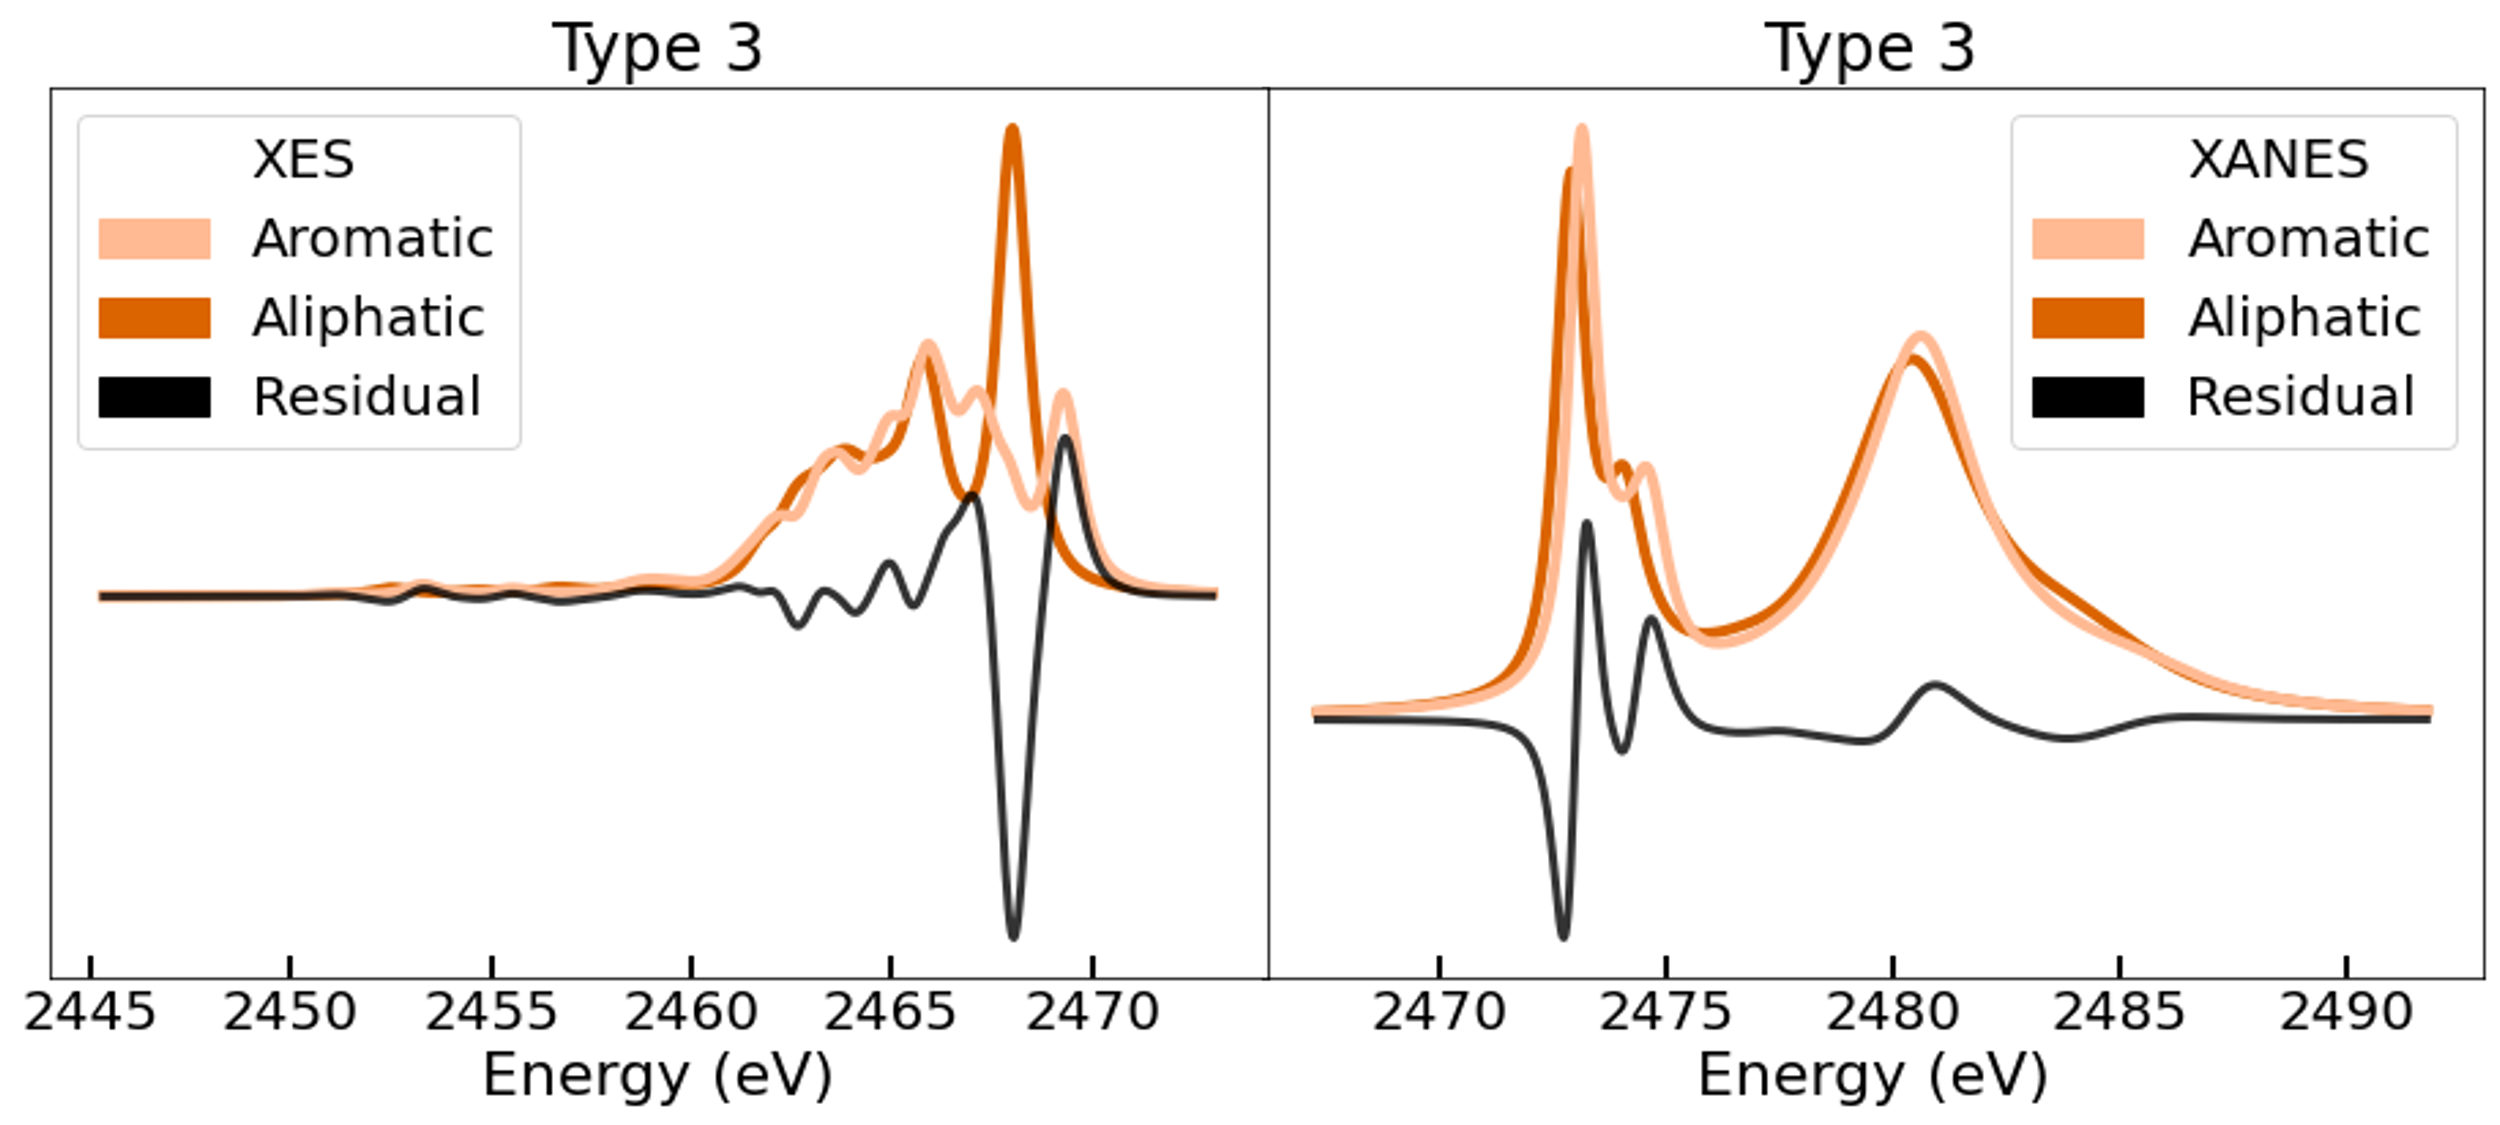 Type 3
XES
Aromatic
Aliphatic
Residual
2445 2450 2455 2460 2465 2470
Energy (eV)
Type 3
XANES
Aromatic
Aliphatic
Residual
2470 2475 2480 2485 2490
Energy (eV)